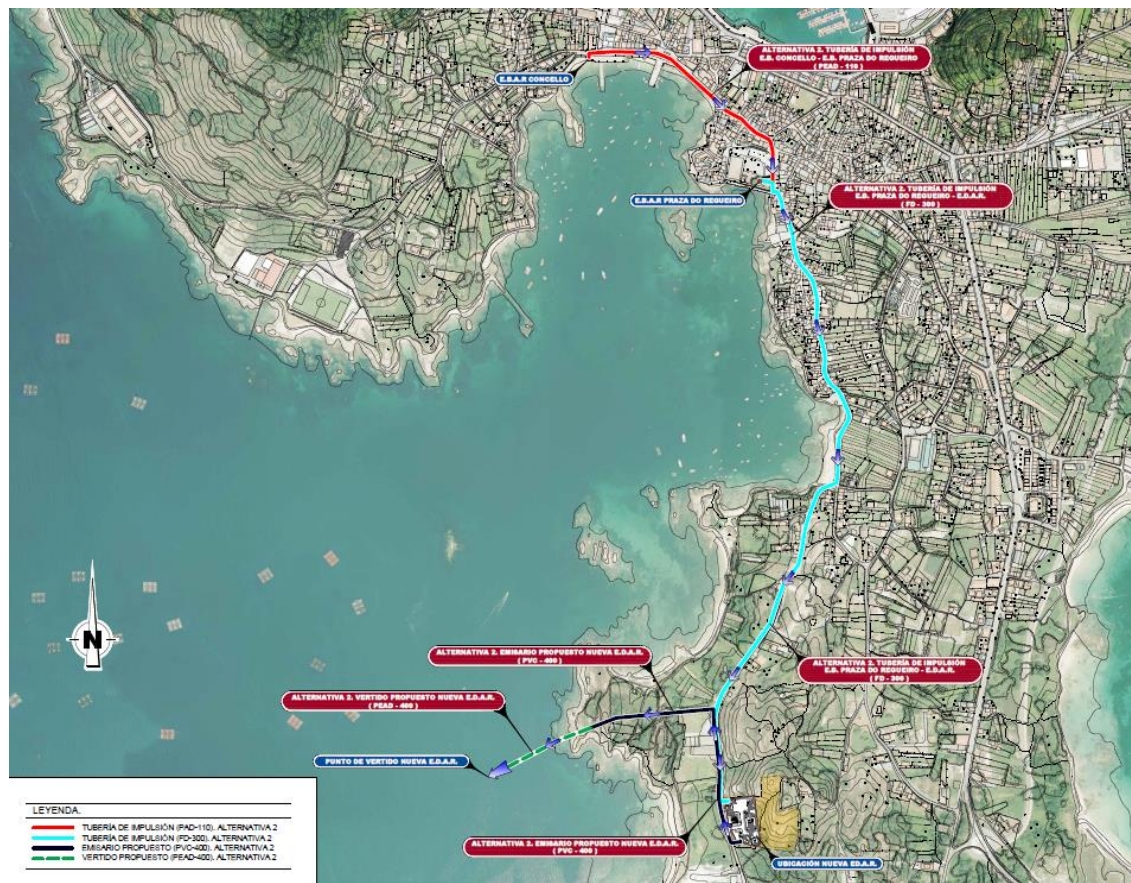 ALTERNATIVA 2. TUBERÍA DE IMPULSIÓN
E.B. CONCELLO - E.B. PRAZA DO REGUEIRO
( PEAD - 110 )
E.B.A.R CONCELLO
ALTERNATIVA 2. TUBERÍA DE IMPULSIÓN
E.B. PRAZA DO REGUEIRO - E.D.A.R.
( FD - 300 )
E.B.A.R PRAZA DO REGUEIRO
N
ALTERNATIVA 2. EMISARIO PROPUESTO NUEVA E.D.A.R.
( PVC - 400 )
ALTERNATIVA 2. TUBERÍA DE IMPULSIÓN
E.B. PRAZA DO REGUEIRO - E.D.A.R.
( FD - 300 )
ALTERNATIVA 2. VERTIDO PROPUESTO NUEVA E.D.A.R.
( PEAD - 400 )
PUNTO DE VERTIDO NUEVA E.D.A.R.
ALTERNATIVA 2. EMISARIO PROPUESTO NUEVA E.D.A.R.
( PVC - 400 )
UBICACIÓN NUEVA ED.A.R.
LEYENDA.
TUBERÍA DE IMPULSIÓN (PAD-110). ALTERNATIVA 2
TUBERÍA DE IMPULSIÓN (FD-300). ALTERNATIVA 2
EMISARIO PROPUESTO (PVC-400). ALTERNATIVA 2
VERTIDO PROPUESTO (PEAD-400). ALTERNATIVA 2